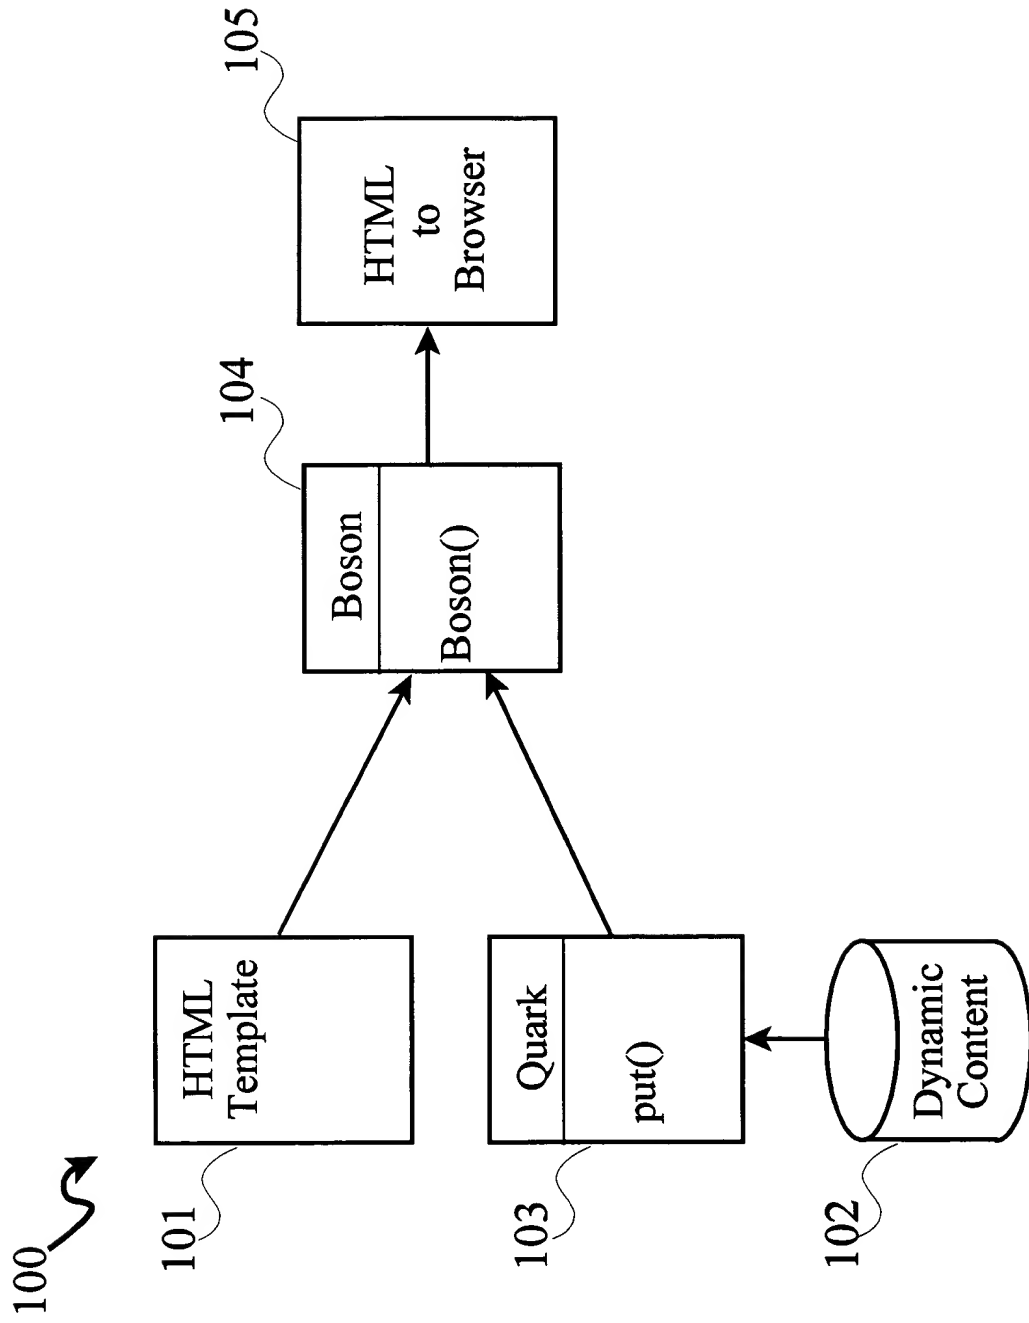 100
101
HTML
Template
103
Quark
put()
102
Dynamic
Content
104
Boson
Boson()
105
HTML
to
Browser